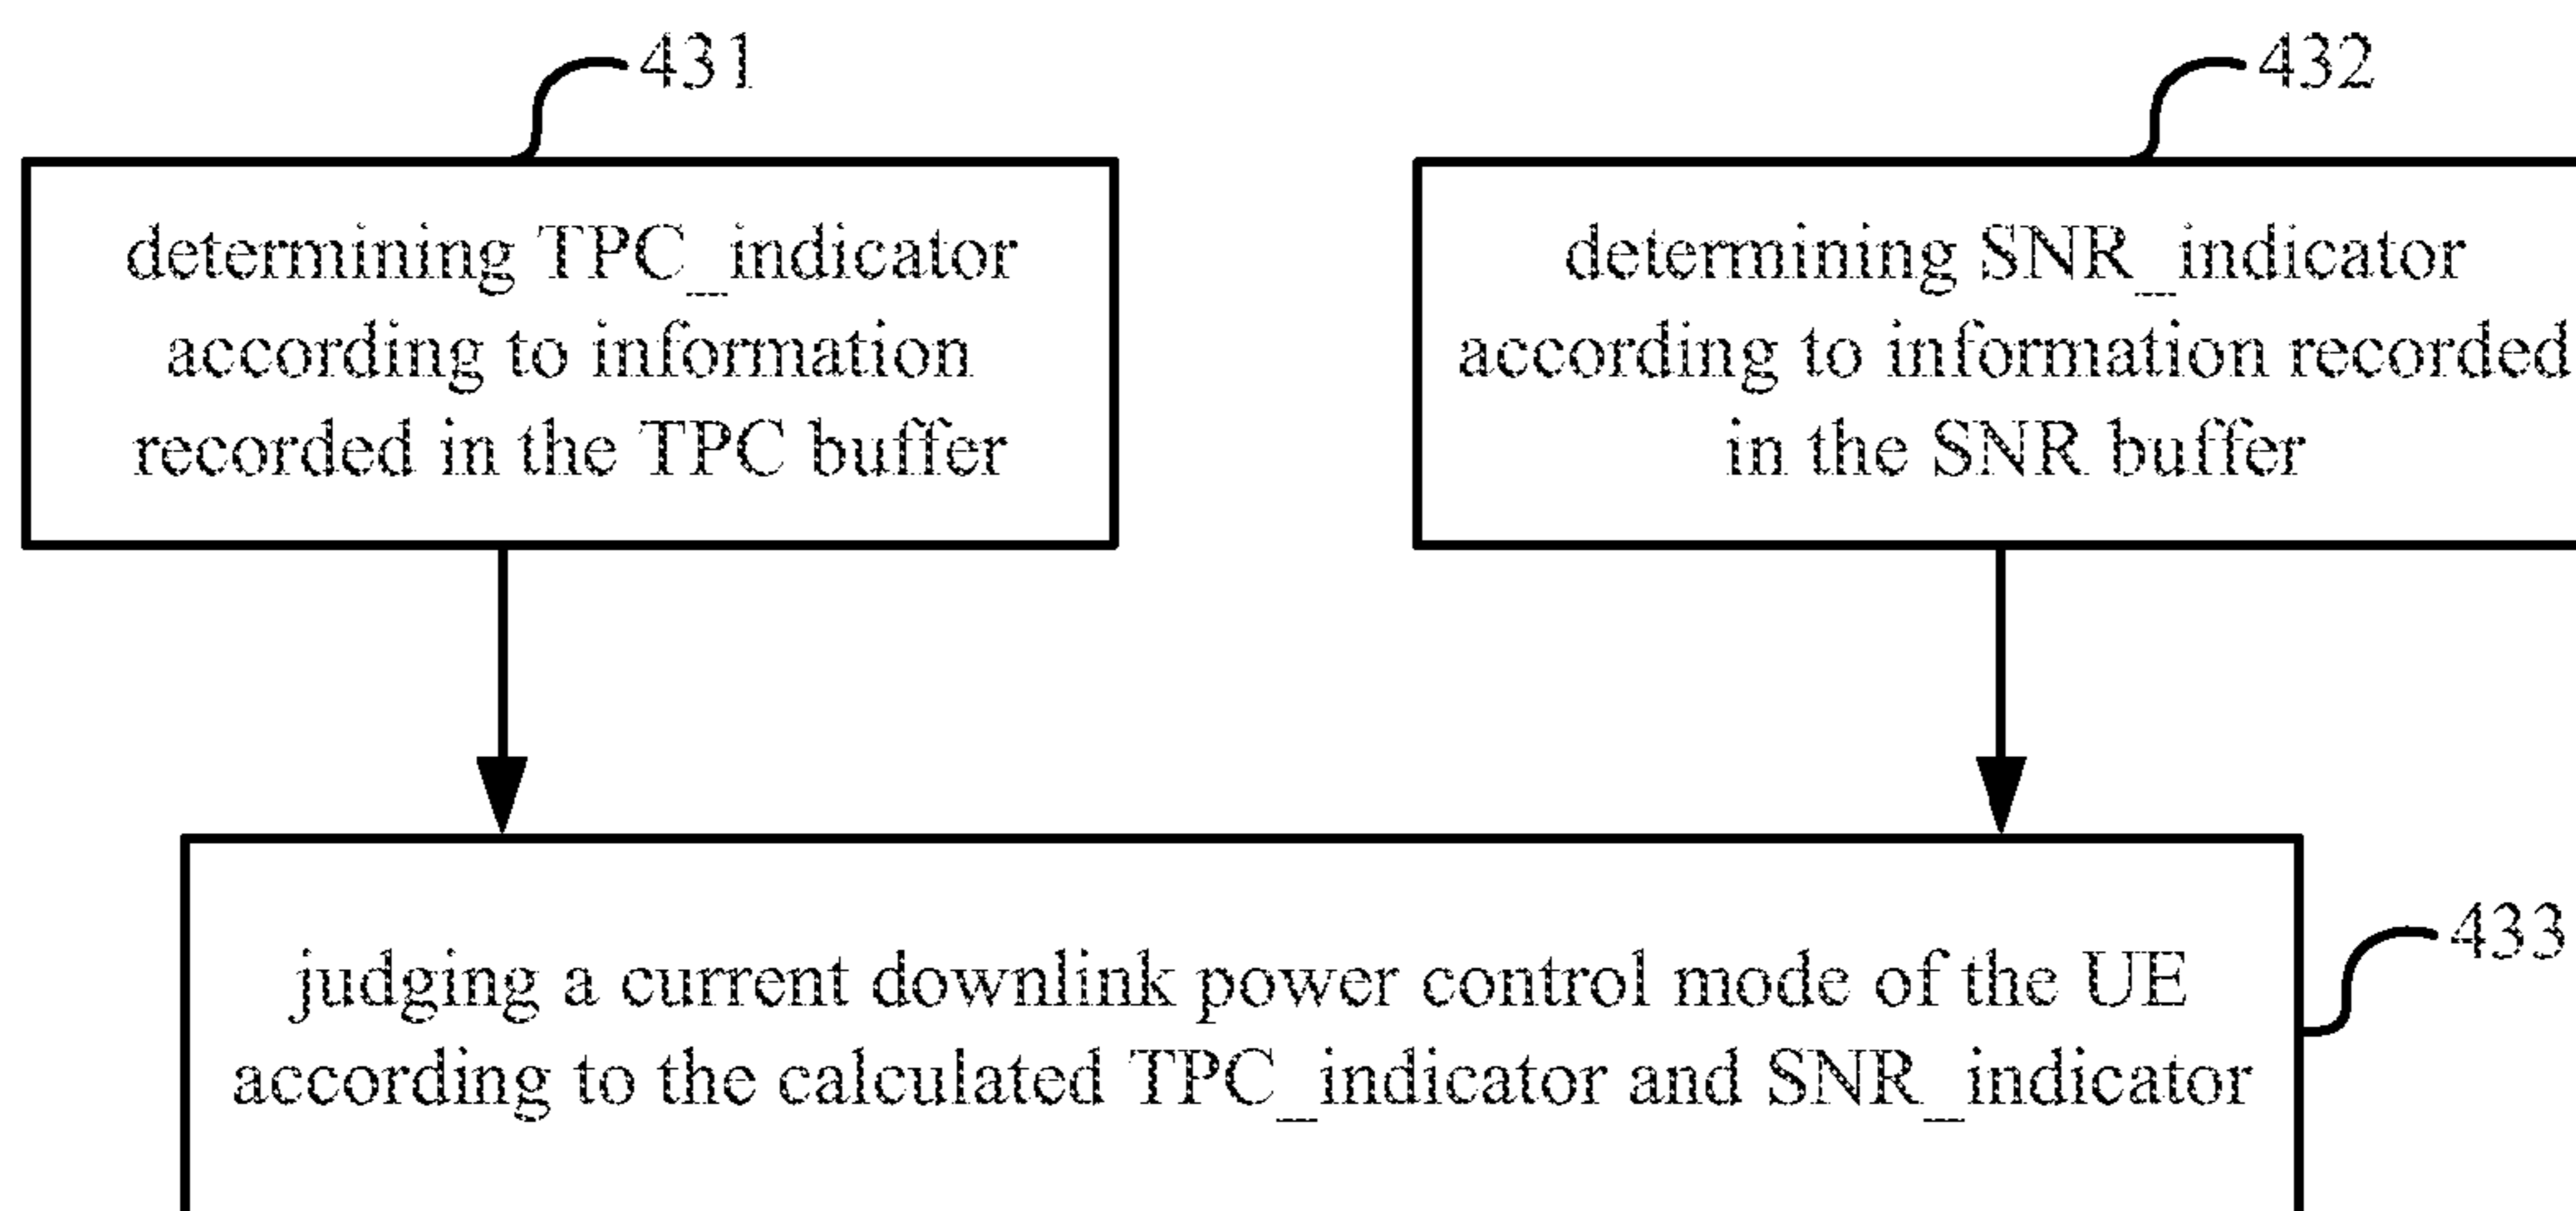 431
determining TPC_indicator
according to information
recorded in the TPC buffer
432
determining SNR_indicator
according to information recorded
in the SNR buffer
judging a current downlink power control mode of the UE
according to the calculated TPC_indicator and SNR_indicator
433